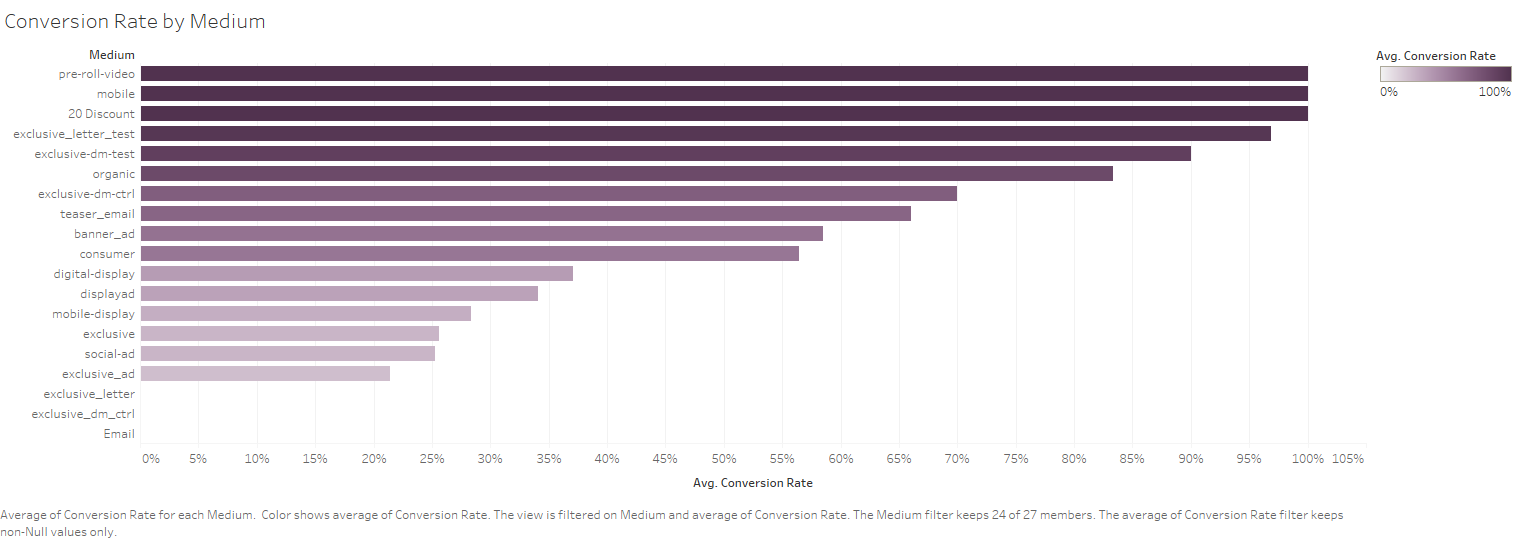 Conversion Rate by Medium
Medium
pre-roll-video
mobile
20 Discount
exclusive_letter_test
exclusive-dm-test
organic
exclusive-dm-ctrl
teaser_email
banner_ad
consumer
digital-display
displayad
mobile-display
exclusive
social-ad
exclusive_ad
exclusive_letter
exclusive_dm_ctrl
Email
0% 5% 10% 15% 20% 25% 30% 35% 40% 45% 50% 55% 60% 65% 70% 75% 80% 85% 90% 95% 100% 105%
Avg. Conversion Rate
Avg. Conversion Rate
0% 100%
Average of Conversion Rate for each Medium.  Color shows average of Conversion Rate. The view is filtered on Medium and average of Conversion Rate. The Medium filter keeps 24 of 27 members. The average of Conversion Rate filter keeps
non-Null values only.